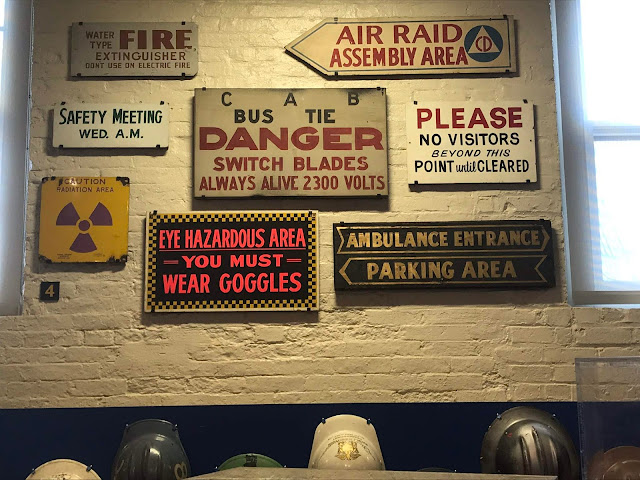 WATER
TYPE FIRE
EXTINGUISHER
DONT USE ON ELECTRIC FIRE
AIR RAID
ASSEMBLY AREA
CD
SAFETY MEETING
WED. A.M.
C A B
BUS TIE
DANGER
SWITCH BLADES
ALWAYS ALIVE 2300 VOLTS
PLEASE
NO VISITORS
BEYOND THIS
POINT until CLEARED
CAUTION
RADIATION AREA
4
EYE HAZARDOUS AREA
YOU MUST
WEAR GOGGLES
AMBULANCE ENTRANCE
PARKING AREA
8